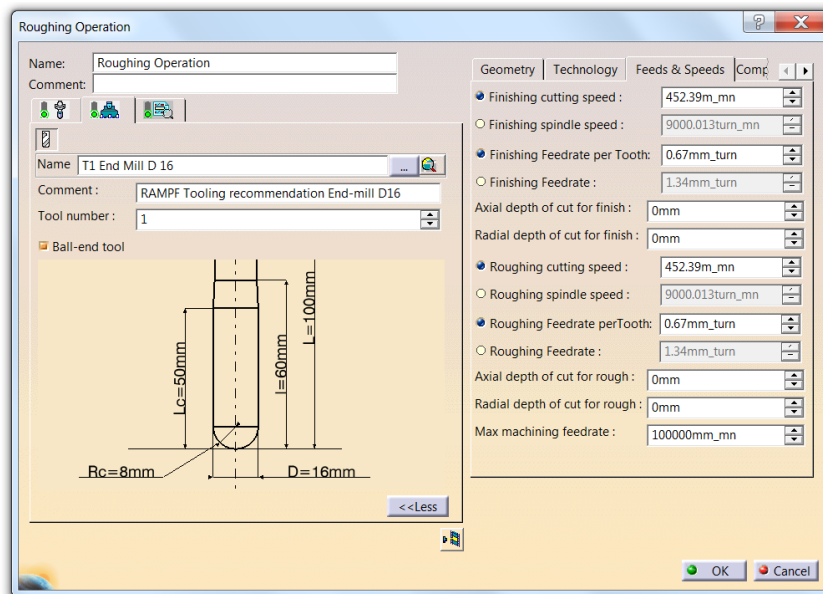 Roughing Operation
Name: Roughing Operation
Comment:
Name T1 End Mill D 16 ...
Comment : RAMPF Tooling recommendation End-mill D16
Tool number : 1
Ball-end tool
Lc=50mm
l=60mm
L=100mm
Rc=8mm
D=16mm
<<Less
Geometry Technology Feeds & Speeds Comp
Finishing cutting speed : 452.39m_mn
Finishing spindle speed : 9000.013turn_mn
Finishing Feedrate per Tooth: 0.67mm_turn
Finishing Feedrate : 1.34mm_turn
Axial depth of cut for finish : 0mm
Radial depth of cut for finish : 0mm
Roughing cutting speed : 452.39m_mn
Roughing spindle speed : 9000.013turn_mn
Roughing Feedrate perTooth: 0.67mm_turn
Roughing Feedrate : 1.34mm_turn
Axial depth of cut for rough : 0mm
Radial depth of cut for rough : 0mm
Max machining feedrate : 100000mm_mn
OK Cancel